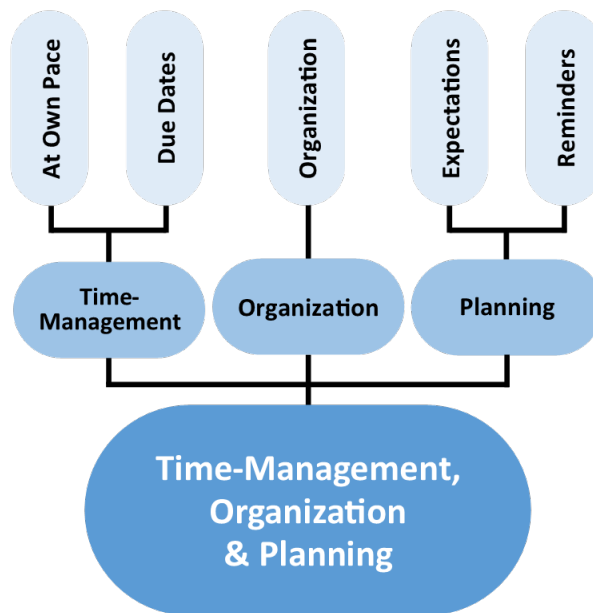 At Own Pace
Due Dates
Organization
Expectations
Reminders
Time-
Management
Organization
Planning
Time-Management,
Organization
& Planning